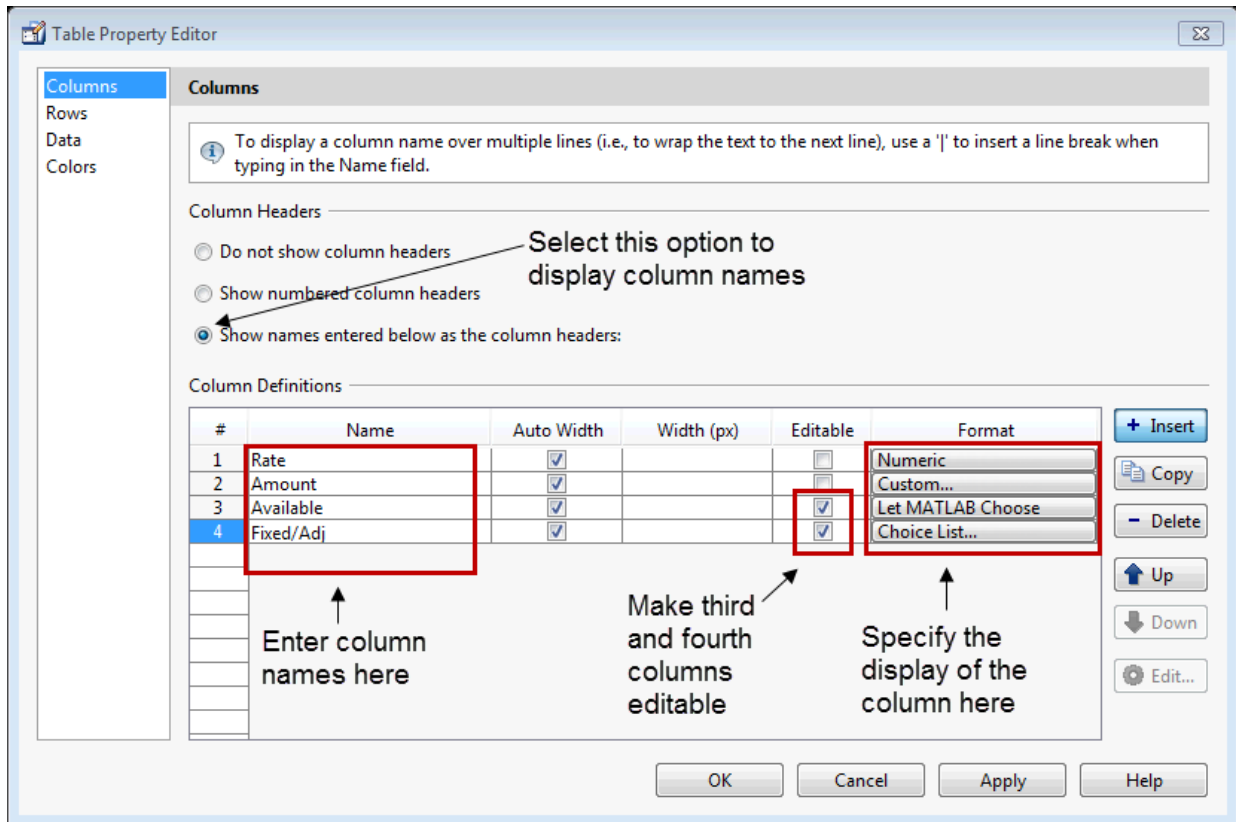 Table Property Editor
Columns
Rows
Data
Colors
Columns
To display a column name over multiple lines (i.e., to wrap the text to the next line), use a '|' to insert a line break when
typing in the Name field.
Column Headers
Do not show column headers
Show numbered column headers
Show names entered below as the column headers:
Select this option to
display column names
Column Definitions
# Name Auto Width Width (px) Editable Format
1 Rate Numeric
2 Amount Custom...
3 Available Let MATLAB Choose
4 Fixed/Adj Choice List...
Enter column
names here
Make third
and fourth
columns
editable
Specify the
display of the
column here
+ Insert
Copy
- Delete
Up
Down
Edit...
OK Cancel Apply Help